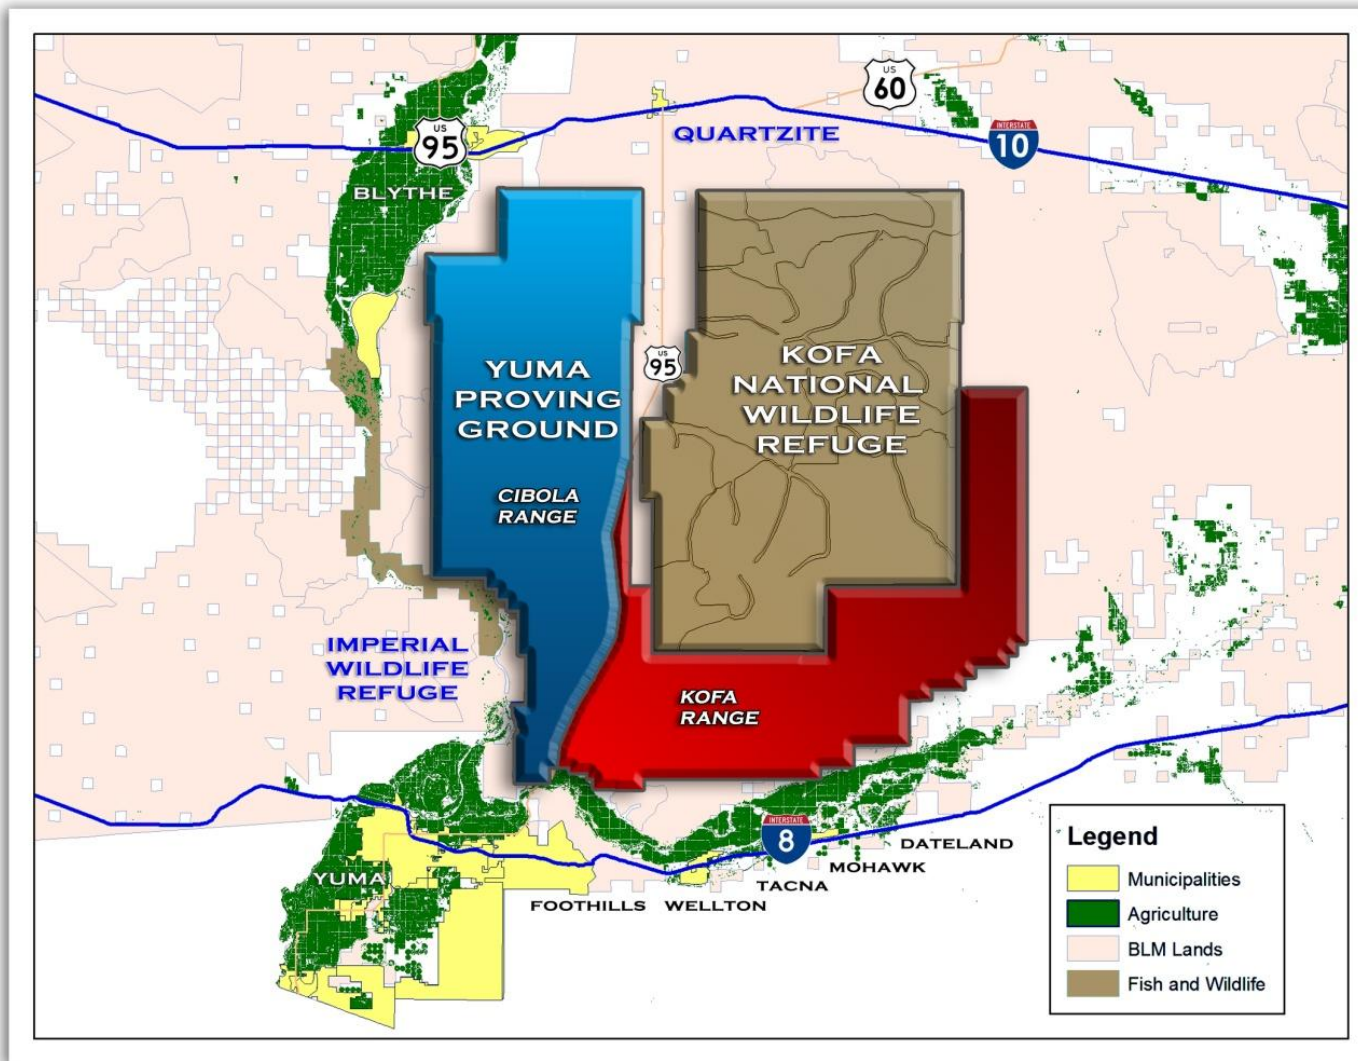 US
60
QUARTZITE
INTERSTATE
10
US
95
BLYTHE
YUMA
PROVING
GROUND
CIBOLA
RANGE
US
95
KOFA
NATIONAL
WILDLIFE
REFUGE
IMPERIAL
WILDLIFE
REFUGE
KOFA
RANGE
INTERSTATE
8
DATELAND
MOHAWK
TACNA
YUMA
FOOTHILLS
WELLTON
Legend
Municipalities
Agriculture
BLM Lands
Fish and Wildlife